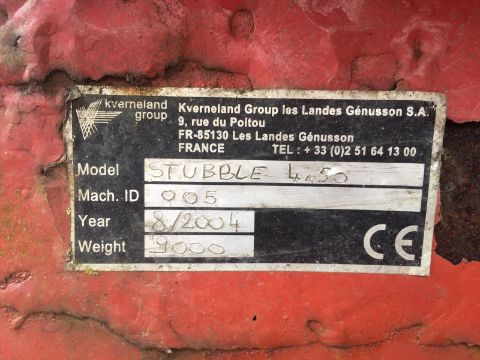 kverneland
group
Kverneland Group les Landes Génusson S.A.
9, rue du Poitou
FR-85130 Les Landes Génusson
FRANCE TEL : + 33 (0)2 51 64 13 00
Model STUBBLE 4.50
Mach. ID 005
Year 8/2004
Weight 9000
CE